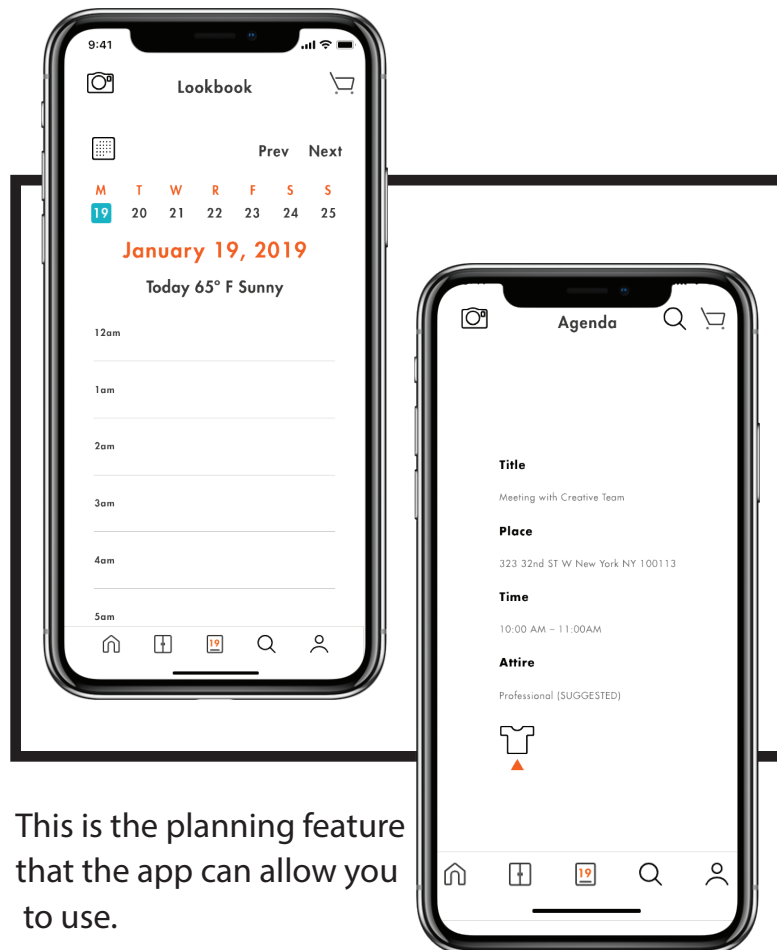 9:41
Lookbook
Prev Next
M T W R F S S
19 20 21 22 23 24 25
January 19, 2019
Today 65° F Sunny
12am
1am
2am
3am
4am
5am
19
Agenda
Title
Meeting with Creative Team
Place
323 32nd ST W New York NY 100113
Time
10:00 AM – 11:00AM
Attire
Professional (SUGGESTED)
19
This is the planning feature
that the app can allow you
to use.